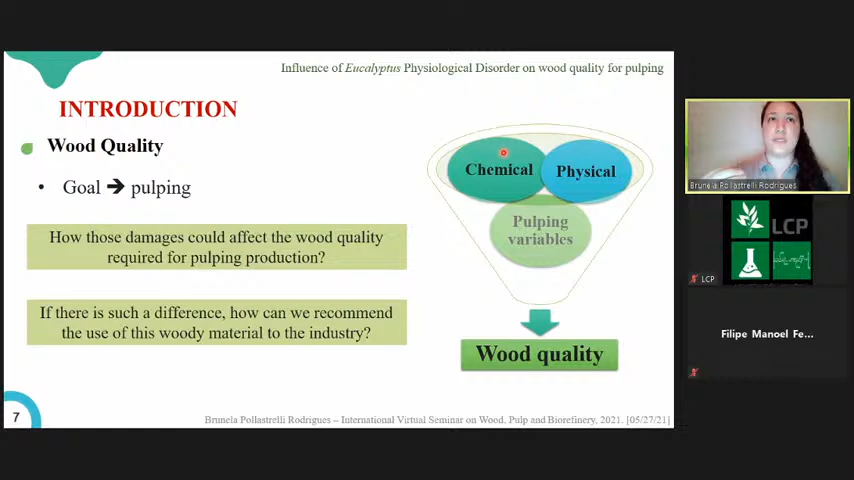 Influence of Eucalyptus Physiological Disorder on wood quality for pulping
INTRODUCTION
Wood Quality
• Goal ➔ pulping
How those damages could affect the wood quality
required for pulping production?
If there is such a difference, how can we recommend
the use of this woody material to the industry?
Chemical
Physical
Pulping
variables
Wood quality
7
Brunela Pollastrelli Rodrigues – International Virtual Seminar on Wood, Pulp and Biorefinery, 2021. [05/27/21]
Brunela Pollastrelli Rodrigues
LCP
LCP
Filipe Manoel Fe...